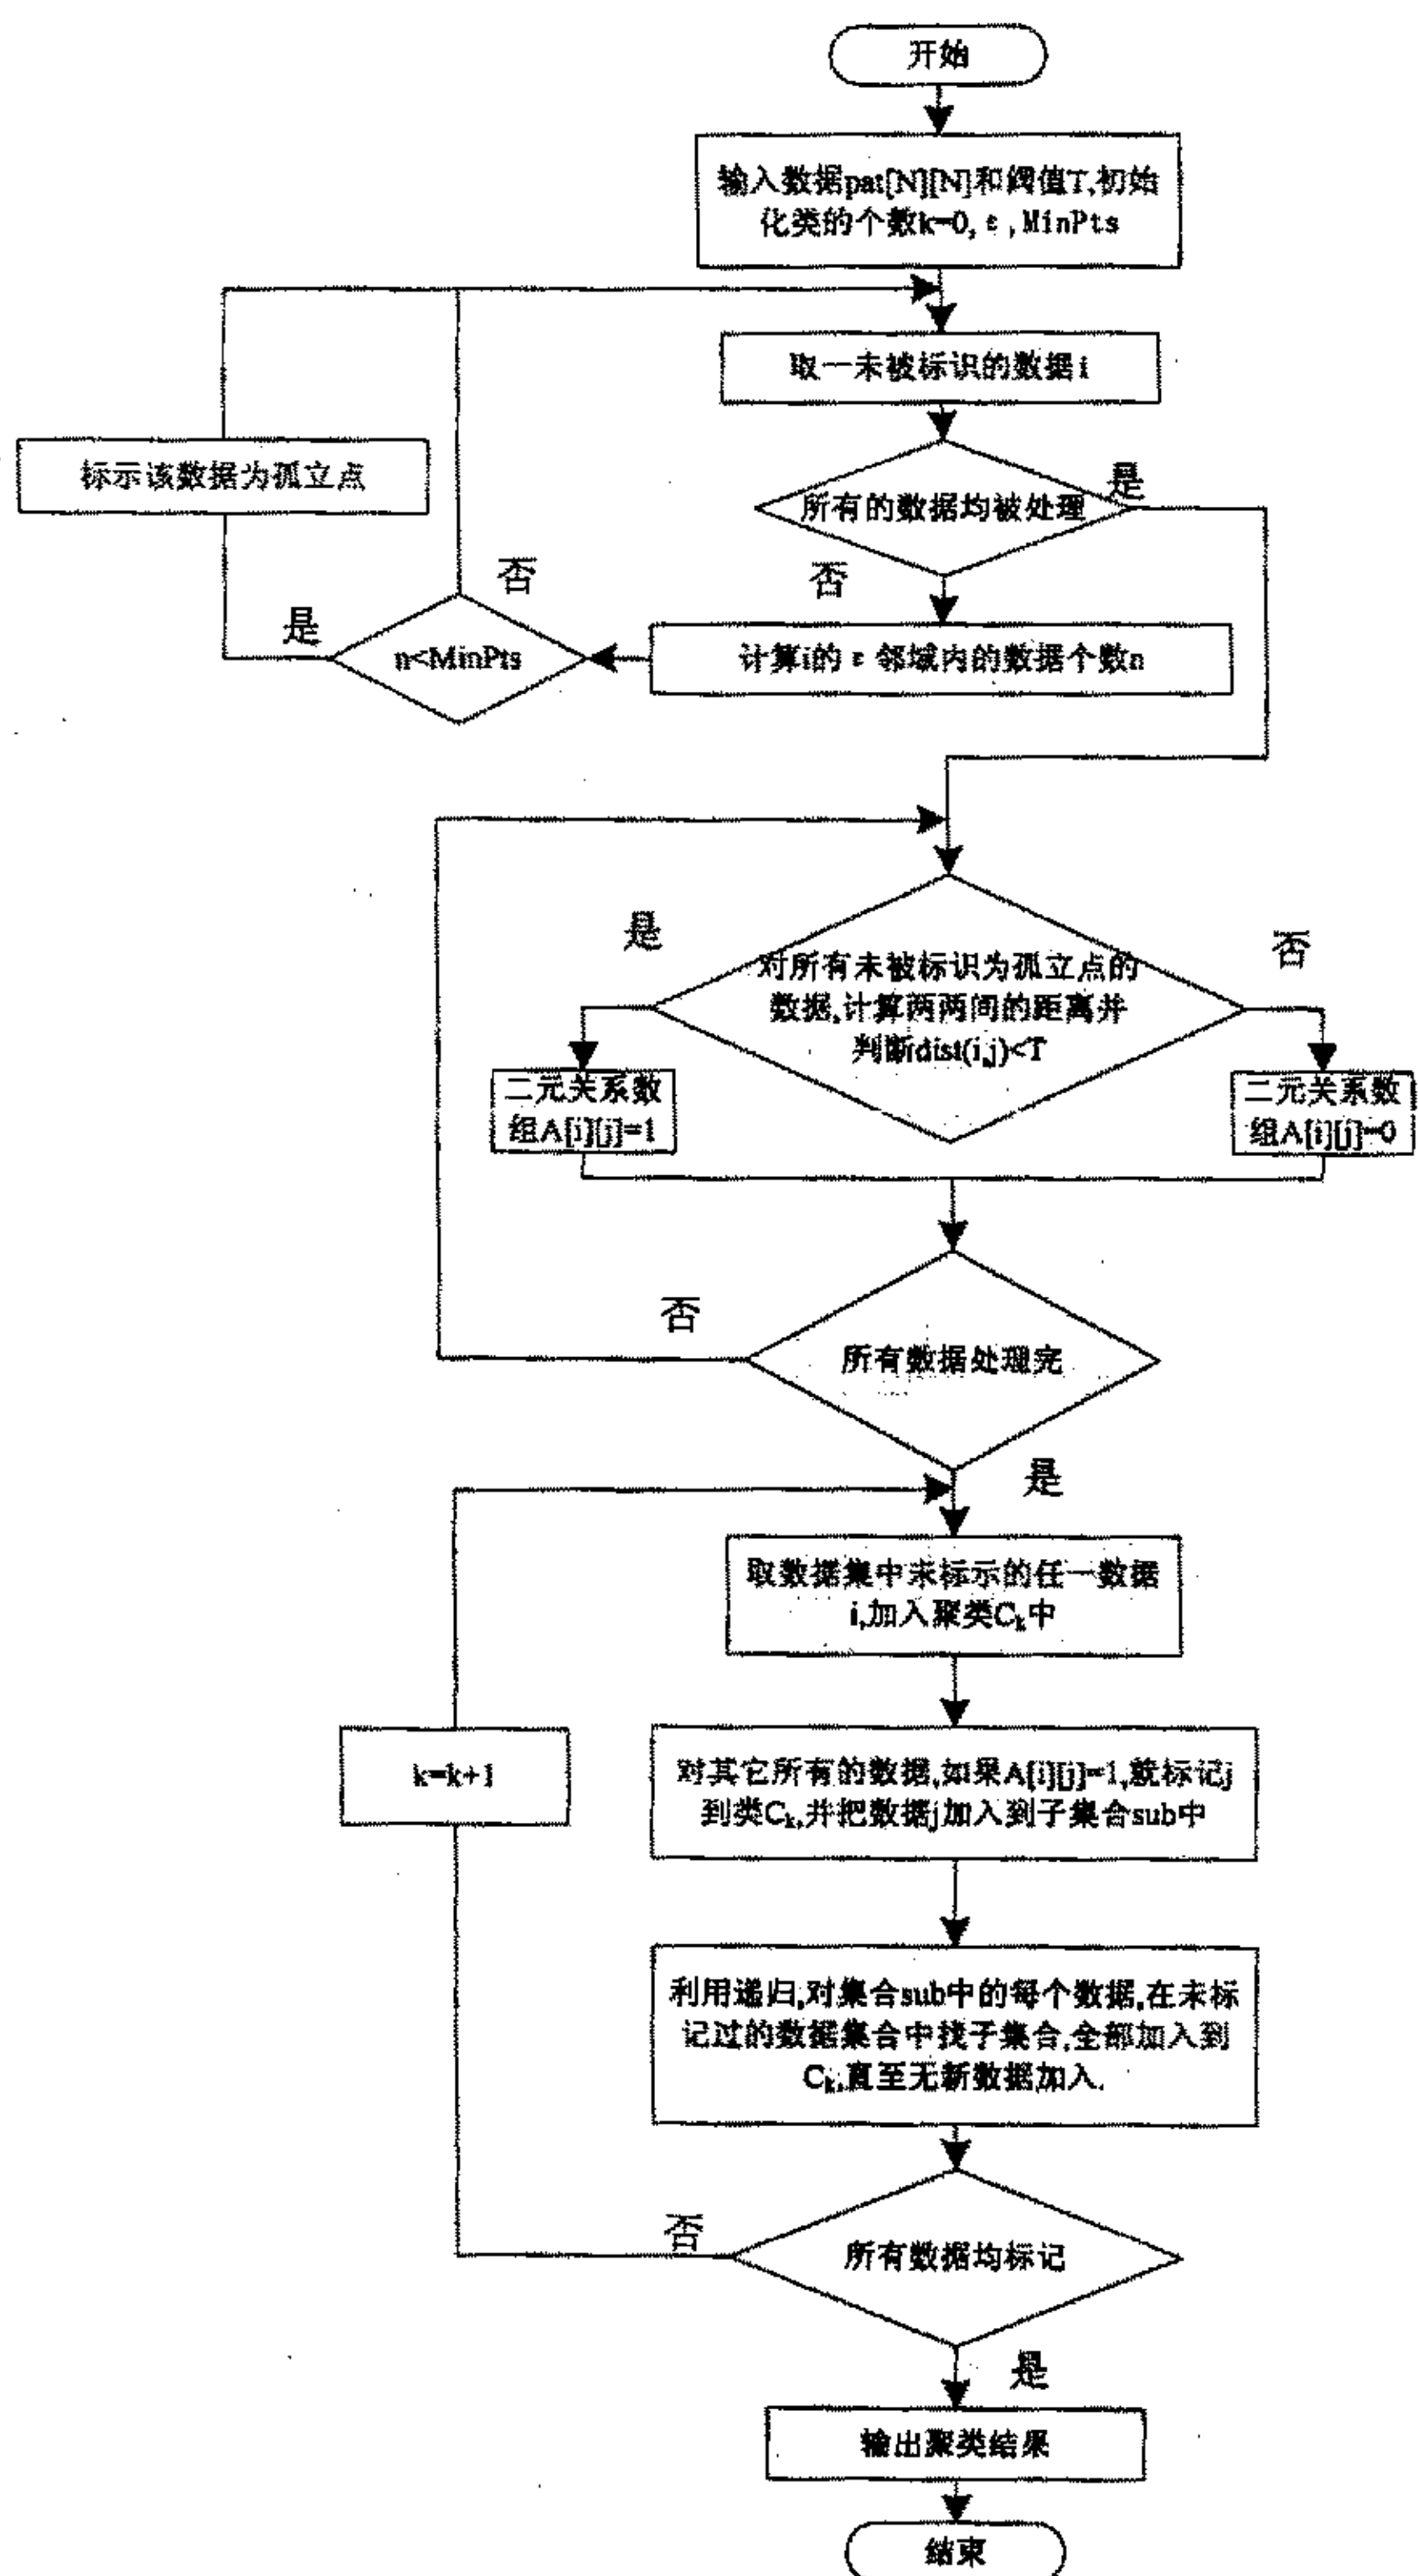 开始
输入数据pat[N][N]和阀值T,初始
化类的个数k=0,ε,MinPts
取一未被标识的数据i
标示该数据为孤立点
是
所有的数据均被处理
否
否
是
n<MinPts
计算i的ε邻域内的数据个数n
是
否
对所有未被标识为孤立点的
数据,计算两两间的距离并
判断dist(i,j)<T
二元关系数
组A[i][j]=1
二元关系数
组A[i][j]=0
否
所有数据处理完
是
取数据集中未标示的任一数据
i,加入聚类Ck中
k=k+1
对其它所有的数据,如果A[i][j]=1,就标记j
到类Ck,并把数据j加入到子集合sub中
利用递归,对集合sub中的每个数据,在未标
记过的数据集合中找子集合,全部加入到
Ck,直至无新数据加入.
否
所有数据均标记
是
输出聚类结果
结束